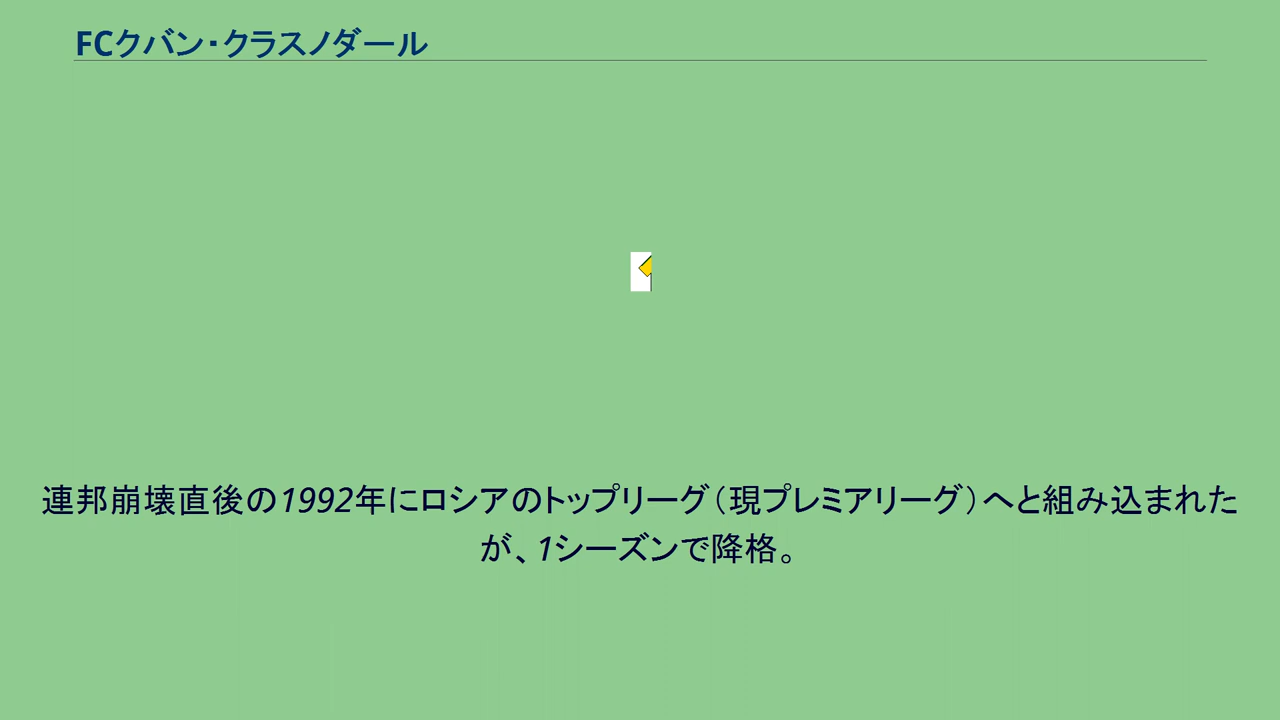 FCクバン・クラスノダール
連邦崩壊直後の1992年にロシアのトップリーグ（現プレミアリーグ）へと組み込まれた
が、1シーズンで降格。